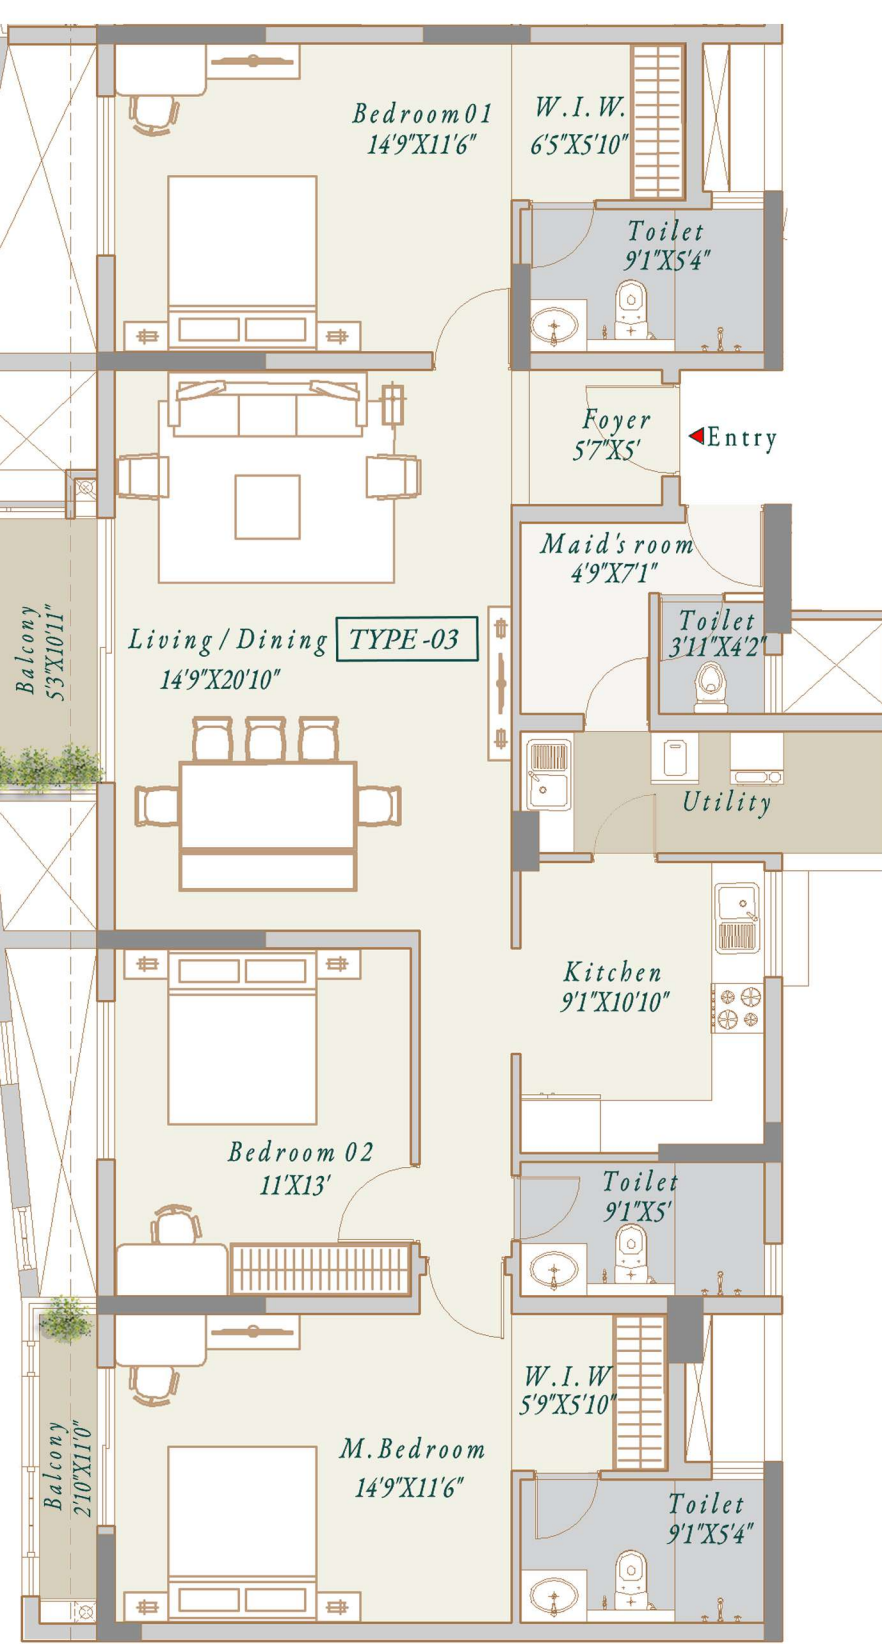 Bedroom01
14'9"X11'6"
W.I.W.
6'5"X5'10"
Toilet
9'1"X5'4"
Foyer
5'7"X5'
Entry
Maid's room
4'9"X7'1"
Toilet
3'11"X4'2"
Balcony
5'3"X10'11"
Living/Dining
14'9"X20'10"
TYPE-03
Utility
Kitchen
9'1"X10'10"
Bedroom 02
11'X13'
Toilet
9'1"X5'
W.I.W
5'9"X5'10"
M.Bedroom
14'9"X11'6"
Balcony
2'10"X11'0"
Toilet
9'1"X5'4"